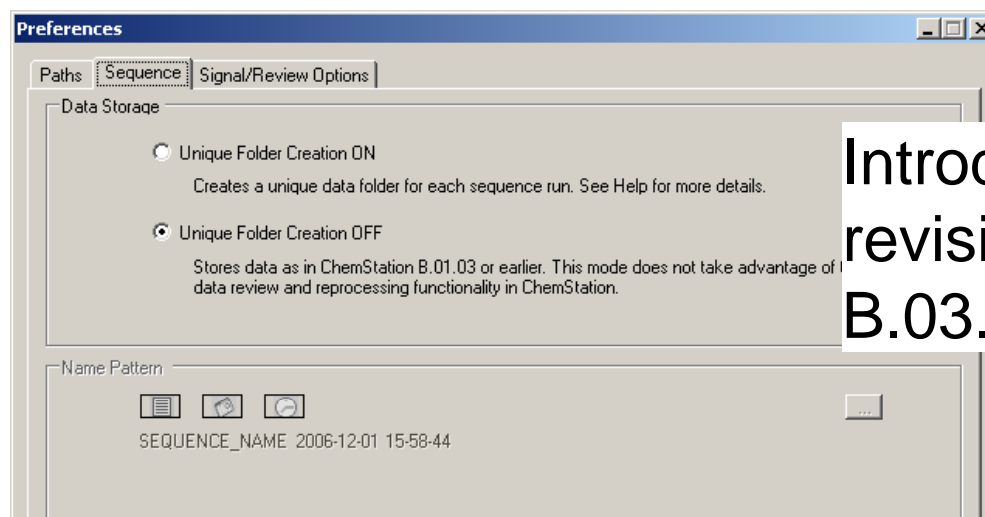 Preferences
Paths Sequence Signal/Review Options
Data Storage
Unique Folder Creation ON
Creates a unique data folder for each sequence run. See Help for more details.
Unique Folder Creation OFF
Stores data as in ChemStation B.01.03 or earlier. This mode does not take advantage of
data review and reprocessing functionality in ChemStation.
B.03.
Name Pattern
...
SEQUENCE_NAME 2006-12-01 15-58-44